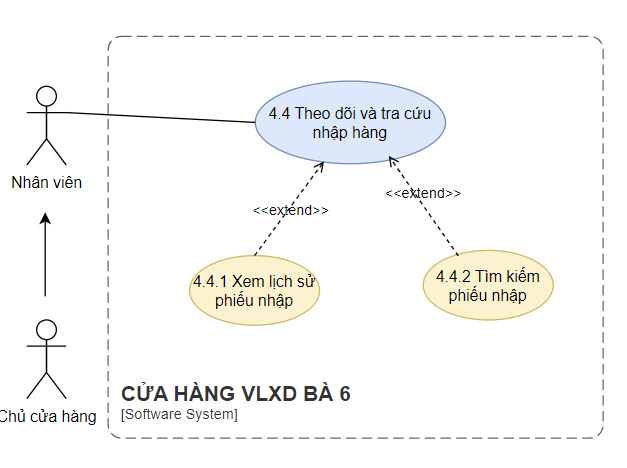 4.4 Theo dõi và tra cứu
nhập hàng
Nhân viên
<<extend>>
<<extend>>
4.4.1 Xem lịch sử
phiếu nhập
4.4.2 Tìm kiếm
phiếu nhập
CỬA HÀNG VLXD BÀ 6
[Software System]
Chủ cửa hàng